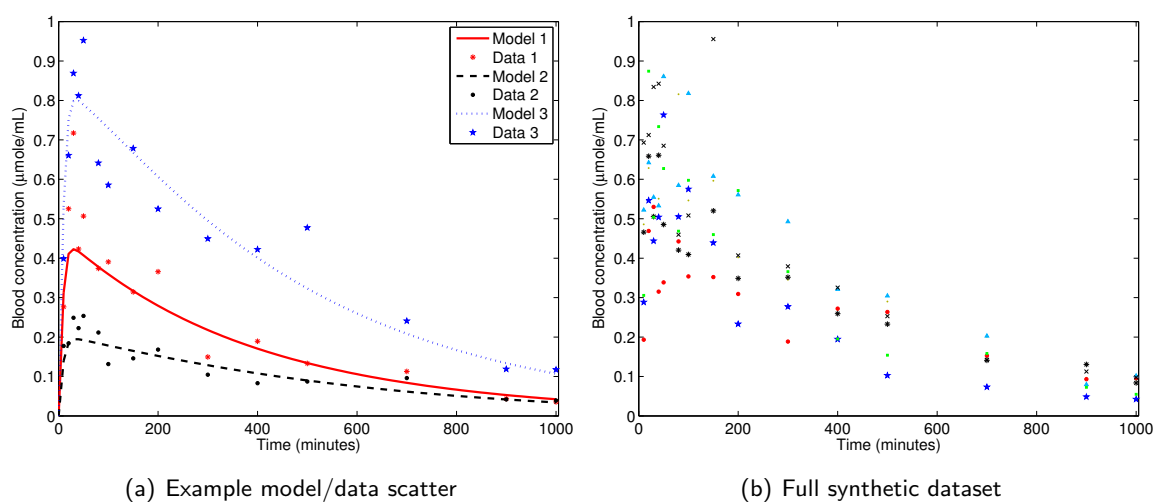 1
0.9
0.8
0.7
0.6
0.5
0.4
0.3
0.2
0.1
0
Blood concentration (μmole/mL)
0 200 400 600 800 1000
Time (minutes)
Model 1
Data 1
Model 2
Data 2
Model 3
Data 3
(a) Example model/data scatter
1
0.9
0.8
0.7
0.6
0.5
0.4
0.3
0.2
0.1
0
Blood concentration (μmole/mL)
0 200 400 600 800 1000
Time (minutes)
(b) Full synthetic dataset